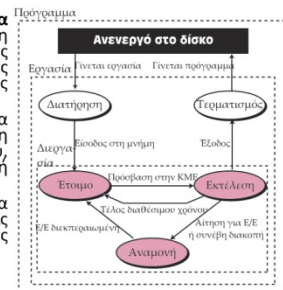 Πρόγραμμα
Ανενεργό στο δίσκο
Εργασία
Γίνεται εργασία
Γίνεται πρόγραμμα
Διατήρηση
Τερματισμός
Διεργα-
σία
Είσοδος στη μνήμη
Έξοδος
Έτοιμο
Πρόσβαση στην ΚΜΕ
Εκτέλεση
Τέλος διαθέσιμου χρόνου
Ε/Ε διεκπεραιωμένη
Αίτηση για Ε/Ε
ή συνέβη διακοπή
Αναμονή